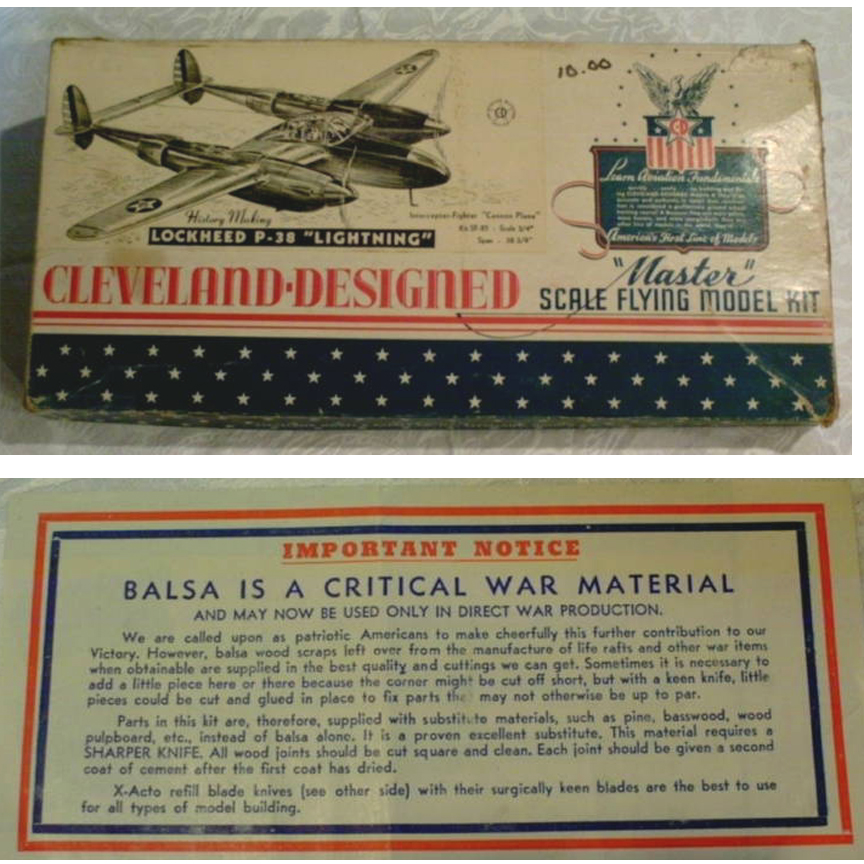 10.00
CD
Learn Aviation Fundamentals
America's First Line of Models
History Making
LOCKHEED P-38 "LIGHTNING"
Interceptor-Fighter "Cannon Plane"
Kit SF-85 - Scale 3/4"
Span - 38 3/4"
CLEVELAND-DESIGNED
"Master"
SCALE FLYING MODEL KIT
IMPORTANT NOTICE
BALSA IS A CRITICAL WAR MATERIAL
AND MAY NOW BE USED ONLY IN DIRECT WAR PRODUCTION.
We are called upon as patriotic Americans to make cheerfully this further contribution to our
Victory. However, balsa wood scraps left over from the manufacture of life rafts and other war items
when obtainable are supplied in the best quality and cuttings we can get. Sometimes it is necessary to
add a little piece here or there because the corner might be cut off short, but with a keen knife, little
pieces could be cut and glued in place to fix parts that may not otherwise be up to par.
Parts in this kit are, therefore, supplied with substitute materials, such as pine, basswood, wood
pulpboard, etc., instead of balsa alone. It is a proven excellent substitute. This material requires a
SHARPER KNIFE. All wood joints should be cut square and clean. Each joint should be given a second
coat of cement after the first coat has dried.
X-Acto refill blade knives (see other side) with their surgically keen blades are the best to use
for all types of model building.